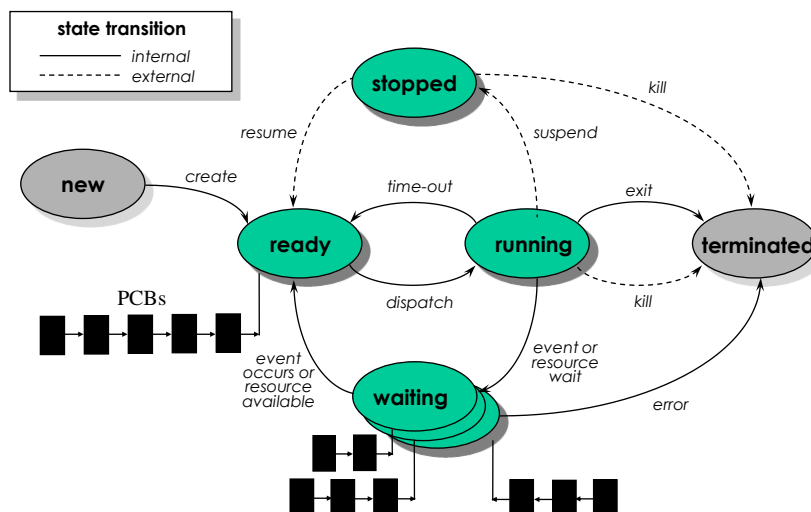 state transition
internal
external
stopped
resume
suspend
kill
new
create
time-out
exit
ready
running
terminated
PCBs
dispatch
kill
event
occurs or
resource
available
event or
resource
wait
waiting
error